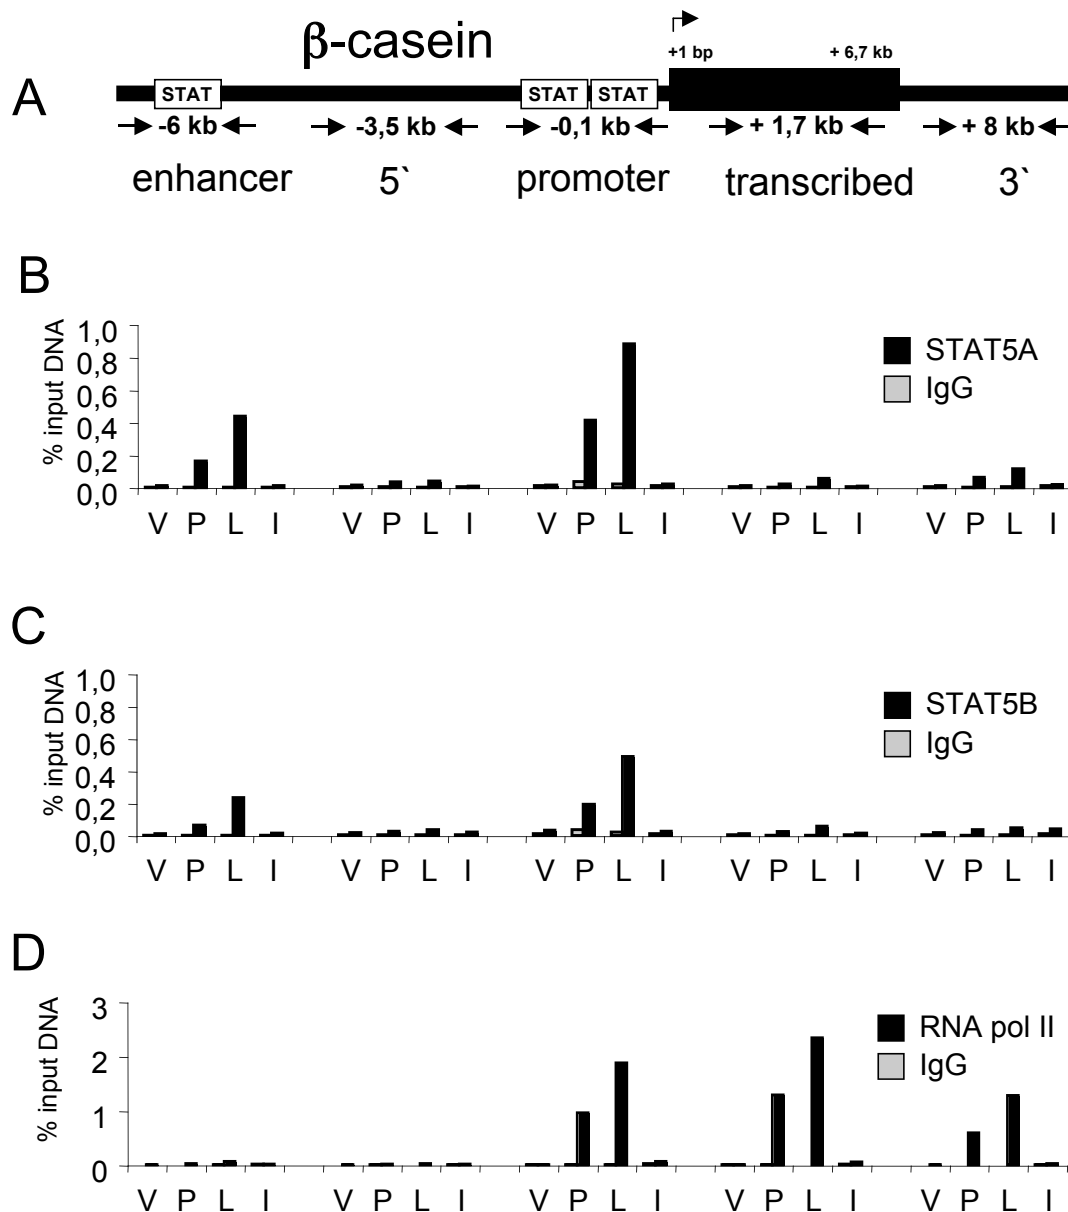 β-casein
+1 bp + 6,7 kb
A
STAT STAT STAT
-6 kb -3,5 kb -0,1 kb + 1,7 kb + 8 kb
enhancer 5` promoter transcribed 3`
B
% input DNA
1,0
0,8
0,6
0,4
0,2
0,0
STAT5A
IgG
V P L I V P L I V P L I V P L I V P L I
C
% input DNA
1,0
0,8
0,6
0,4
0,2
0,0
STAT5B
IgG
V P L I V P L I V P L I V P L I V P L I
D
% input DNA
3
2
1
0
RNA pol II
IgG
V P L I V P L I V P L I V P L I V P L I